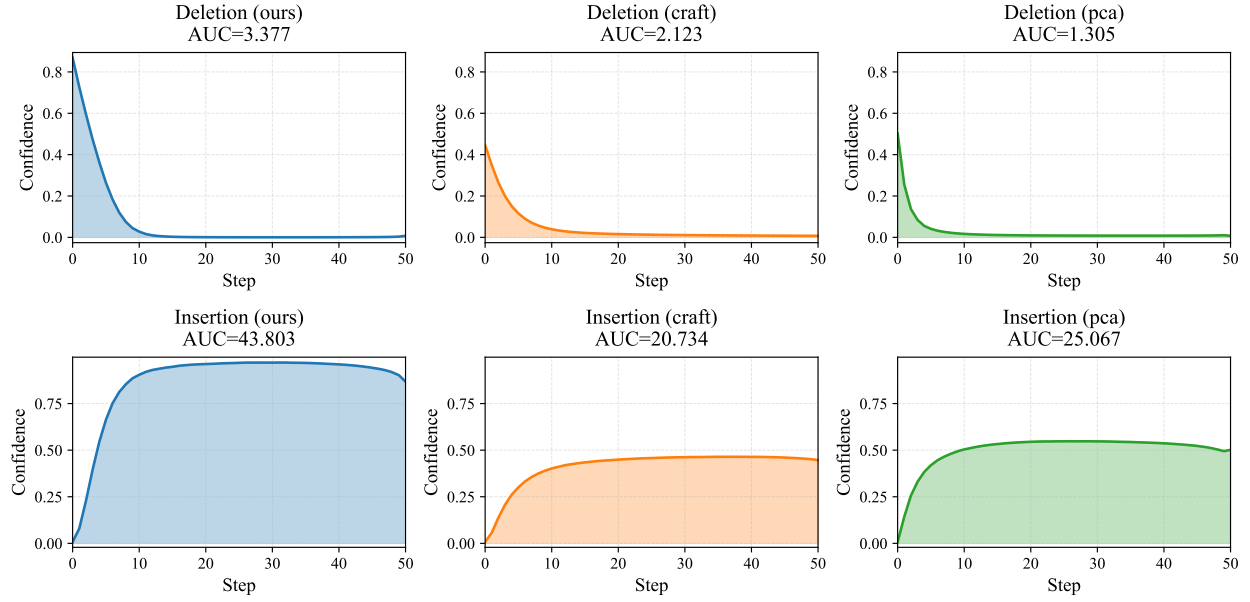 Deletion (ours)
AUC=3.377
Confidence
0.8
0.6
0.4
0.2
0.0
0 10 20 30 40 50
Step
Deletion (craft)
AUC=2.123
Confidence
0.8
0.6
0.4
0.2
0.0
0 10 20 30 40 50
Step
Deletion (pca)
AUC=1.305
Confidence
0.8
0.6
0.4
0.2
0.0
0 10 20 30 40 50
Step
Insertion (ours)
AUC=43.803
Confidence
0.75
0.50
0.25
0.00
0 10 20 30 40 50
Step
Insertion (craft)
AUC=20.734
Confidence
0.75
0.50
0.25
0.00
0 10 20 30 40 50
Step
Insertion (pca)
AUC=25.067
Confidence
0.75
0.50
0.25
0.00
0 10 20 30 40 50
Step